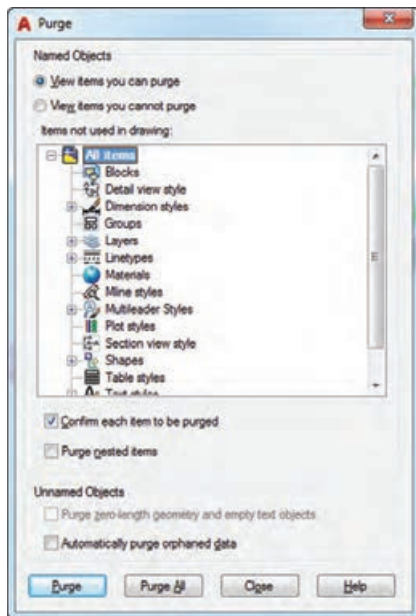 A Purge
Named Objects
View items you can purge
View items you cannot purge
Items not used in drawing:
All items
Blocks
Detail view style
Dimension styles
Groups
Layers
Linetypes
Materials
Mline styles
Multileader Styles
Plot styles
Section view style
Shapes
Table styles
Text styles
Confirm each item to be purged
Purge nested items
Unnamed Objects
Purge zero-length geometry and empty text objects
Automatically purge orphaned data
Purge Purge All Close Help